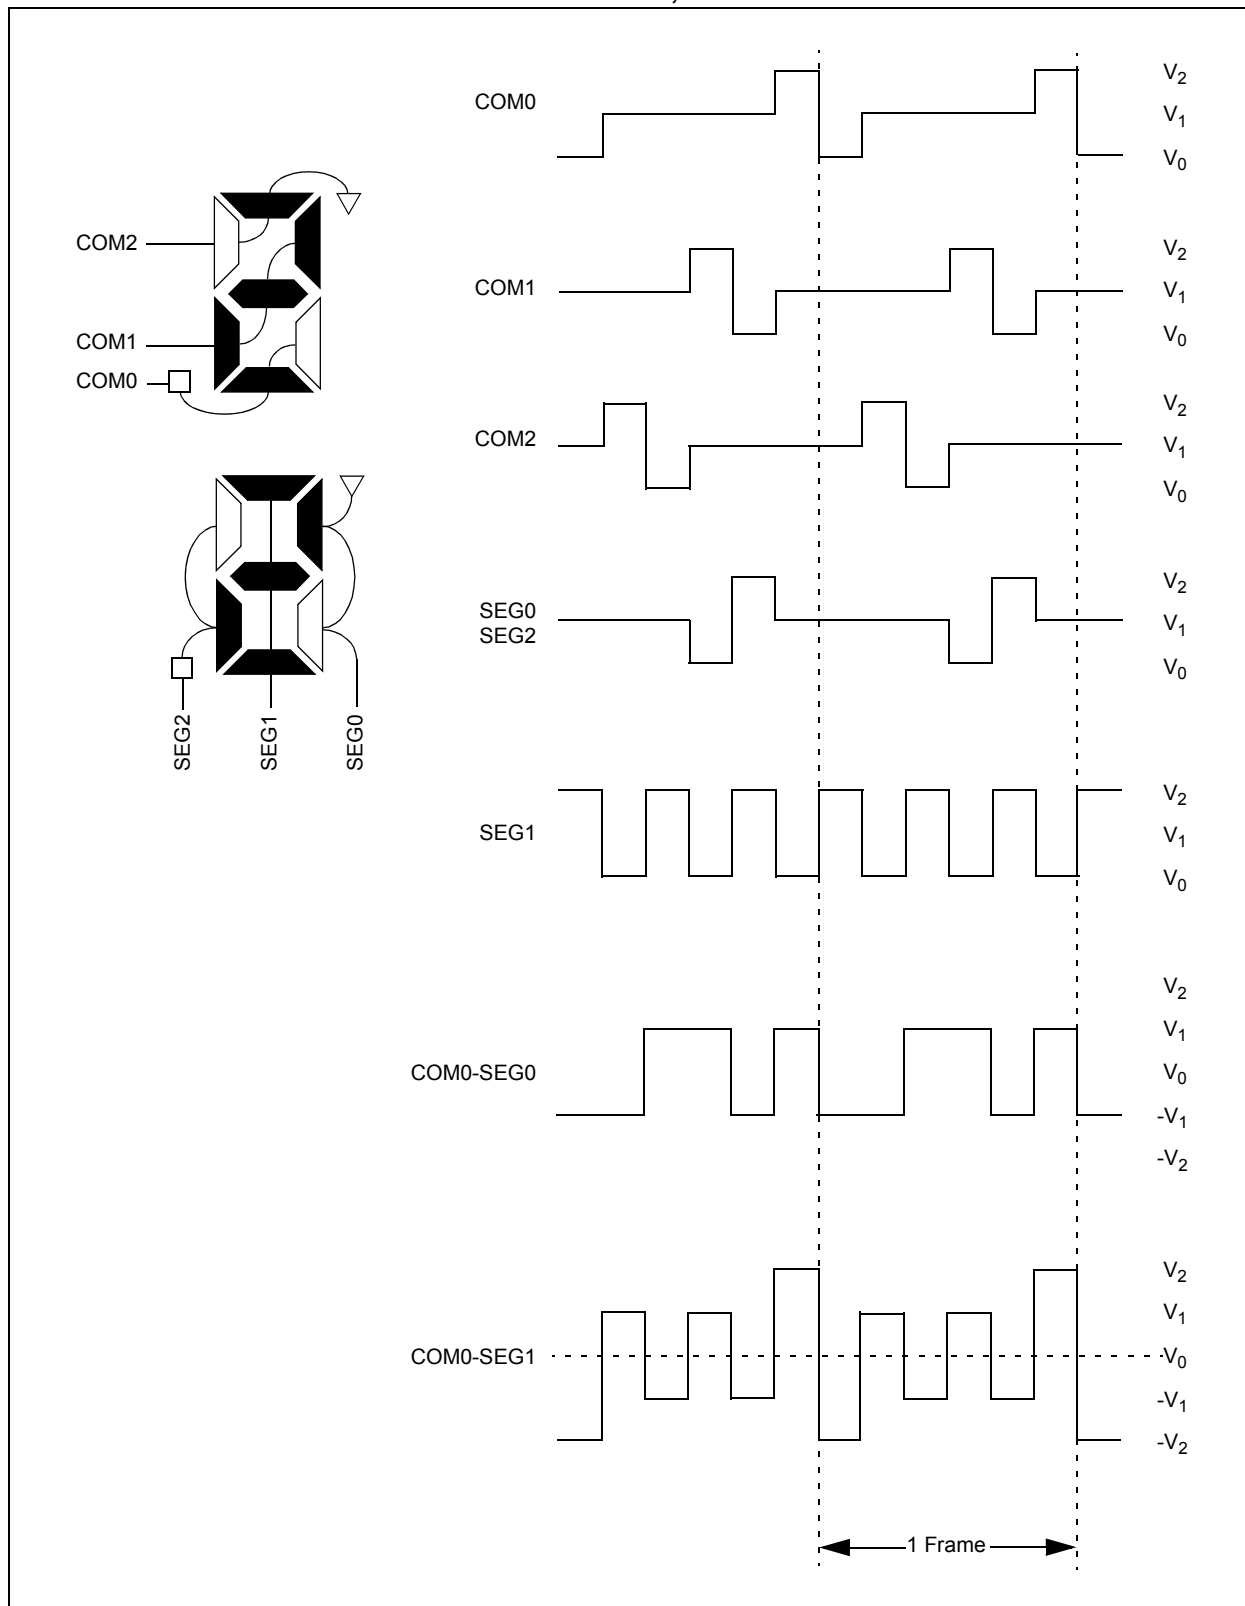 COM0
V2
V1
V0
COM2
COM1
COM0
COM1
V2
V1
V0
COM2
V2
V1
V0
SEG2
SEG1
SEG0
SEG0
SEG2
V2
V1
V0
SEG1
V2
V1
V0
COM0-SEG0
V2
V1
V0
-V1
-V2
COM0-SEG1
V2
V1
V0
-V1
-V2
1 Frame